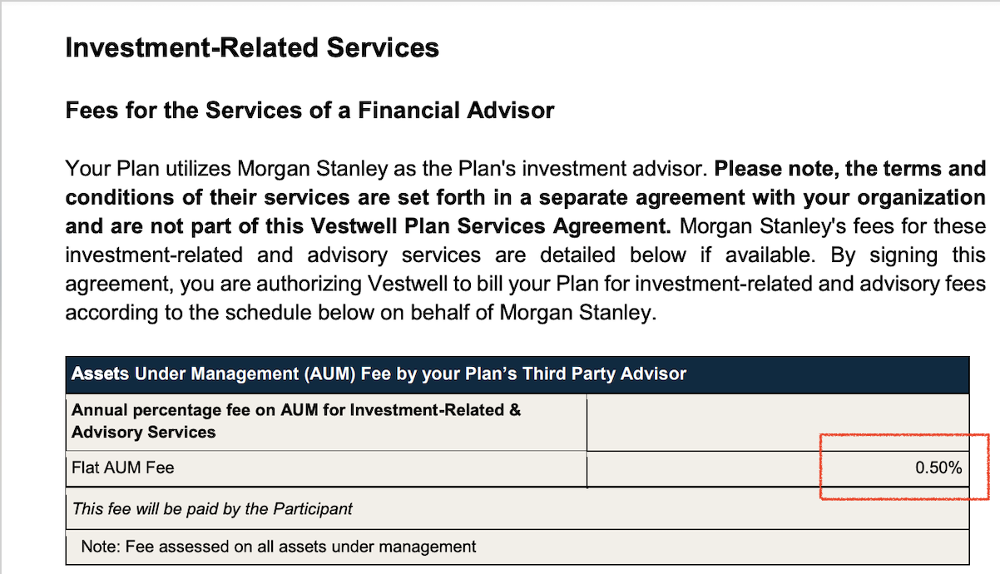 Investment-Related Services
Fees for the Services of a Financial Advisor
Your Plan utilizes Morgan Stanley as the Plan's investment advisor. Please note, the terms and
conditions of their services are set forth in a separate agreement with your organization
and are not part of this Vestwell Plan Services Agreement. Morgan Stanley's fees for these
investment-related and advisory services are detailed below if available. By signing this
agreement, you are authorizing Vestwell to bill your Plan for investment-related and advisory fees
according to the schedule below on behalf of Morgan Stanley.
Assets Under Management (AUM) Fee by your Plan’s Third Party Advisor
Annual percentage fee on AUM for Investment-Related &
Advisory Services
Flat AUM Fee 0.50%
This fee will be paid by the Participant
Note: Fee assessed on all assets under management